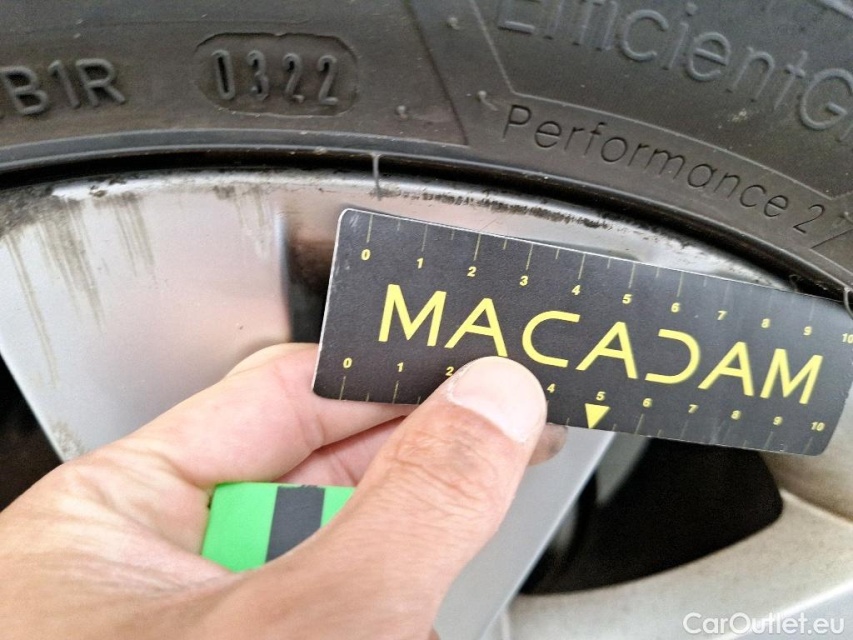 B1R 0322
EfficientG
Performance 2
0 1 2 3 4 5 6 7 8 9 10
MACADAM
0 1 2 4 5 6 7 8 9 10
CarOutlet.eu